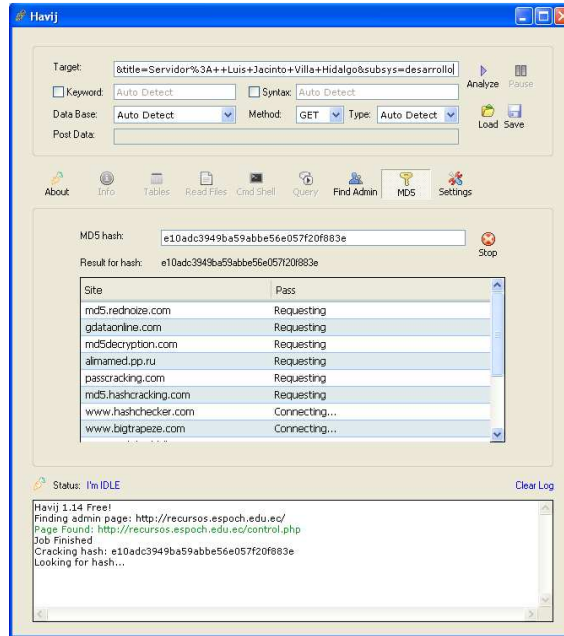 Havij
Target: &title=Servidor%3A++Luis+Jacinto+Villa+Hidalgo&subsys=desarrollo
Analyze Pause
Keyword: Auto Detect Syntax: Auto Detect
Data Base: Auto Detect Method: GET Type: Auto Detect
Load Save
Post Data:
About Info Tables Read Files Cmd Shell Query Find Admin MD5 Settings
MD5 hash: e10adc3949ba59abbe56e057f20f883e
Stop
Result for hash: e10adc3949ba59abbe56e057f20f883e
Site Pass
md5.rednoize.com Requesting
gdataonline.com Requesting
md5decryption.com Requesting
alimamed.pp.ru Requesting
passcracking.com Requesting
md5.hashcracking.com Requesting
www.hashchecker.com Connecting...
www.bigtrapeze.com Connecting...
Status: I'm IDLE Clear Log
Havij 1.14 Free!
Finding admin page: http://recursos.espoch.edu.ec/
Page Found: http://recursos.espoch.edu.ec/control.php
Job Finished
Cracking hash: e10adc3949ba59abbe56e057f20f883e
Looking for hash...